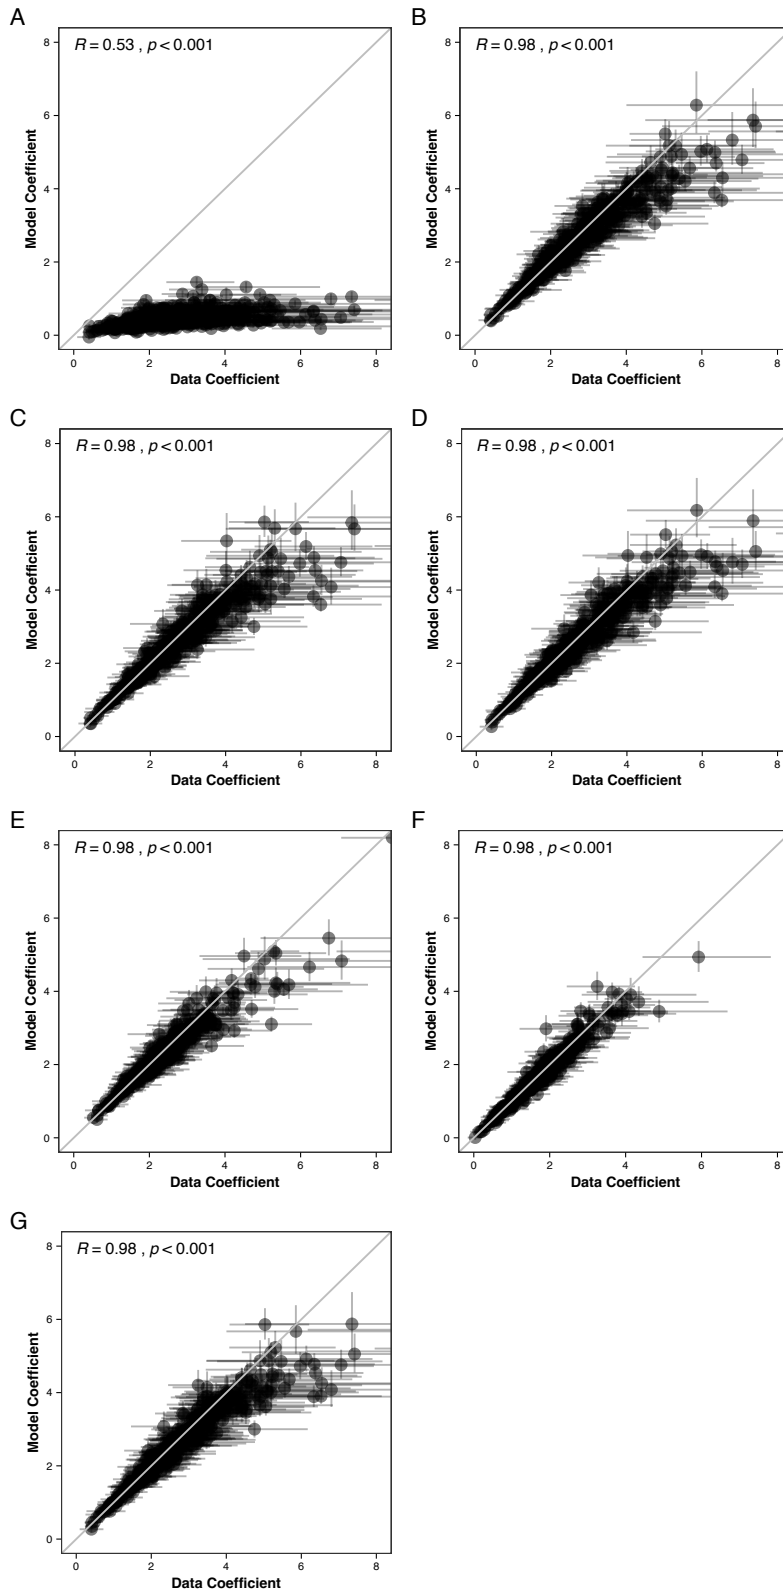 A
R = 0.53 , p < 0.001
8
6
4
2
0
Model Coefficient
0 2 4 6 8
Data Coefficient
B
R = 0.98 , p < 0.001
8
6
4
2
0
Model Coefficient
0 2 4 6 8
Data Coefficient
C
R = 0.98 , p < 0.001
8
6
4
2
0
Model Coefficient
0 2 4 6 8
Data Coefficient
D
R = 0.98 , p < 0.001
8
6
4
2
0
Model Coefficient
0 2 4 6 8
Data Coefficient
E
R = 0.98 , p < 0.001
8
6
4
2
0
Model Coefficient
0 2 4 6 8
Data Coefficient
F
R = 0.98 , p < 0.001
8
6
4
2
0
Model Coefficient
0 2 4 6 8
Data Coefficient
G
R = 0.98 , p < 0.001
8
6
4
2
0
Model Coefficient
0 2 4 6 8
Data Coefficient